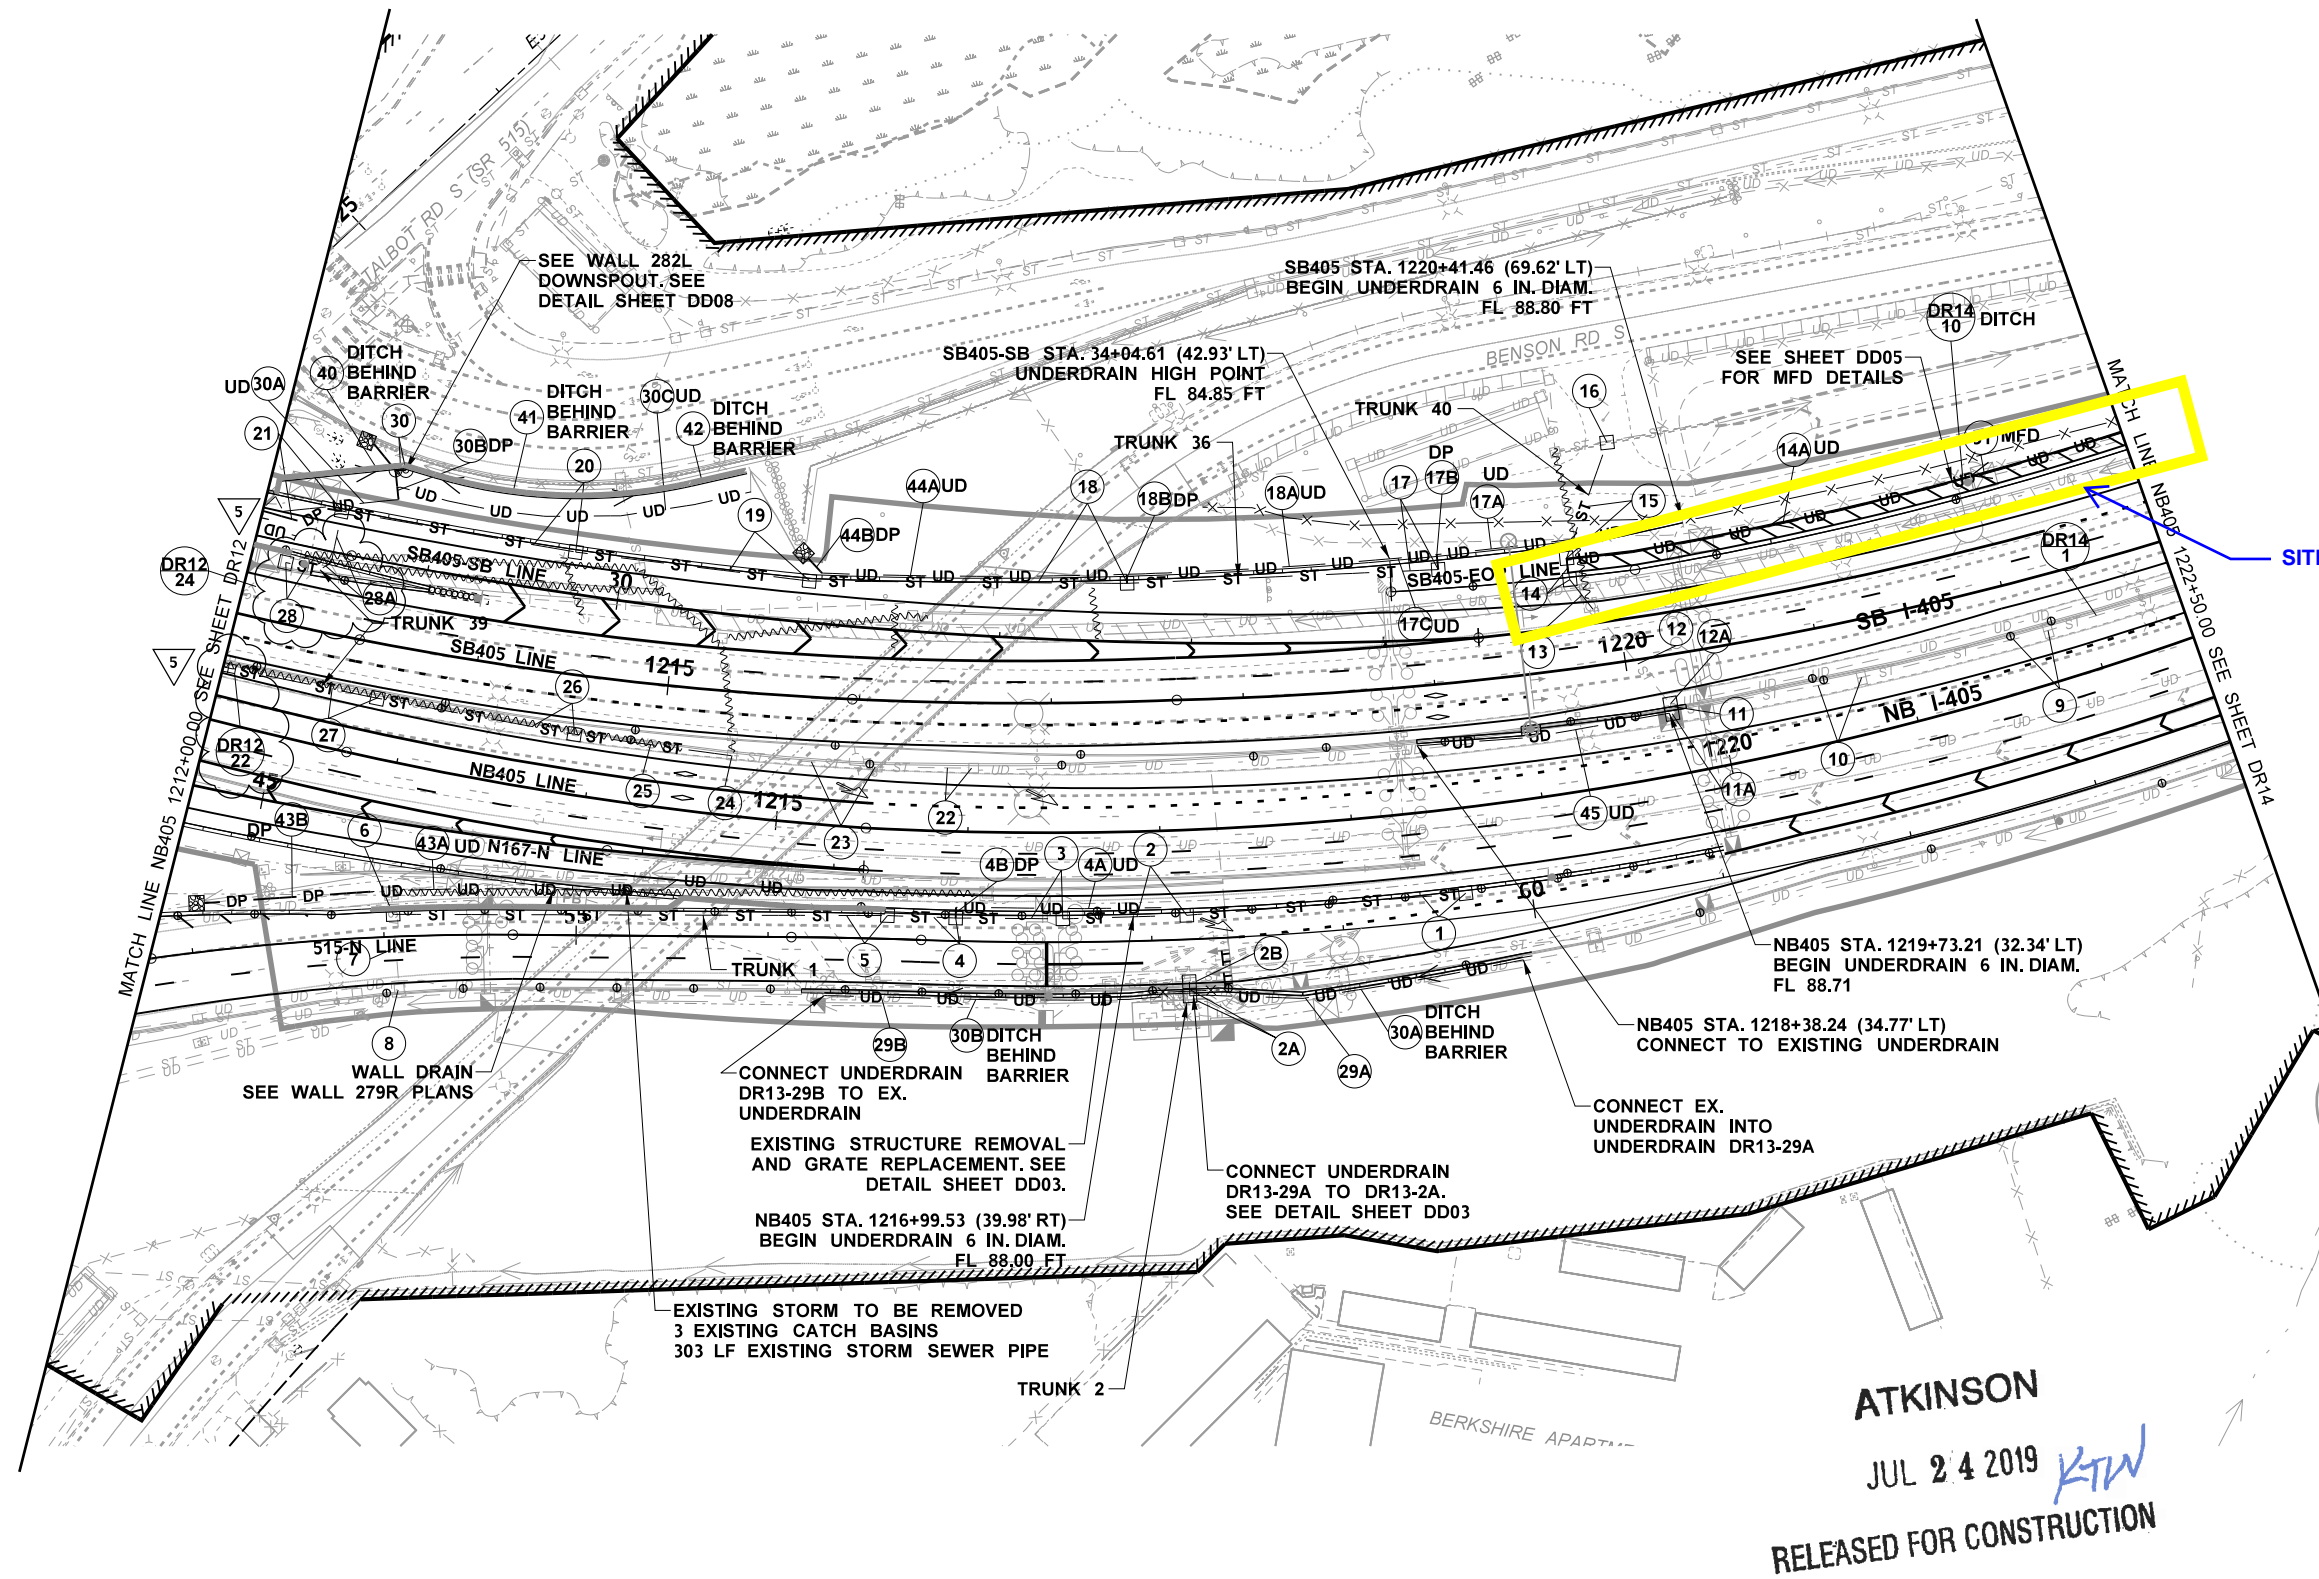 TALBOT RD S (SR 515)
25
SEE WALL 282L
DOWNSPOUT. SEE
DETAIL SHEET DD08
SB405 STA. 1220+41.46 (69.62' LT)
BEGIN UNDERDRAIN 6 IN. DIAM.
FL 88.80 FT
DR14
10
DITCH
BENSON RD S
SB405-SB STA. 34+04.61 (42.93' LT)
UNDERDRAIN HIGH POINT
FL 84.85 FT
SEE SHEET DD05
FOR MFD DETAILS
40
DITCH
BEHIND
BARRIER
UD 30A
30
41
DITCH
BEHIND
BARRIER
30C UD
42
DITCH
BEHIND
BARRIER
21
30B DP
20
TRUNK 36
TRUNK 40
16
14A UD
MFD
44A UD
18
18B DP
18A UD
17
DP
17B
UD
17A
15
19
44B DP
5
DR12
24
SB405-SB LINE
30
SB405-EOP LINE
14
DR14
1
SITE
28
28A
TRUNK 39
17C UD
13
1220
12
12A
SB I-405
5
SB405 LINE
1215
26
27
DR12
22
45
NB405 LINE
25
24
1215
22
23
11
1220
11A
10
NB I-405
9
45 UD
43B
DP
6
43A UD
N167-N LINE
4B DP
3
4A UD
2
55
60
515-N LINE
7
TRUNK 1
5
4
2B
1
NB405 STA. 1219+73.21 (32.34' LT)
BEGIN UNDERDRAIN 6 IN. DIAM.
FL 88.71
NB405 STA. 1218+38.24 (34.77' LT)
CONNECT TO EXISTING UNDERDRAIN
8
WALL DRAIN
SEE WALL 279R PLANS
29B
30B
DITCH
BEHIND
BARRIER
2A
29A
30A
DITCH
BEHIND
BARRIER
CONNECT UNDERDRAIN
DR13-29B TO EX.
UNDERDRAIN
CONNECT EX.
UNDERDRAIN INTO
UNDERDRAIN DR13-29A
EXISTING STRUCTURE REMOVAL
AND GRATE REPLACEMENT. SEE
DETAIL SHEET DD03.
CONNECT UNDERDRAIN
DR13-29A TO DR13-2A.
SEE DETAIL SHEET DD03
NB405 STA. 1216+99.53 (39.98' RT)
BEGIN UNDERDRAIN 6 IN. DIAM.
FL 88.00 FT
EXISTING STORM TO BE REMOVED
3 EXISTING CATCH BASINS
303 LF EXISTING STORM SEWER PIPE
TRUNK 2
MATCH LINE NB405 1212+00.00 SEE SHEET DR12
MATCH LINE NB405 1222+50.00 SEE SHEET DR14
BERKSHIRE
ATKINSON
JUL 24 2019 KTW
RELEASED FOR CONSTRUCTION